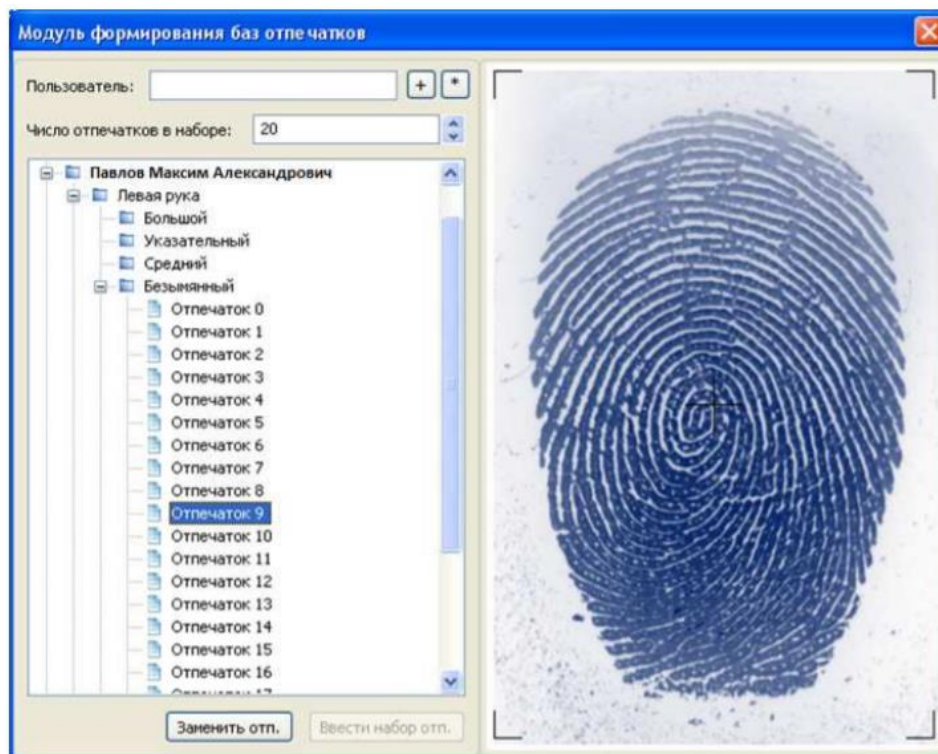 Модуль формирования баз отпечатков
Пользователь:
+ *
Число отпечатков в наборе: 20
Павлов Максим Александрович
Левая рука
Большой
Указательный
Средний
Безымянный
Отпечаток 0
Отпечаток 1
Отпечаток 2
Отпечаток 3
Отпечаток 4
Отпечаток 5
Отпечаток 6
Отпечаток 7
Отпечаток 8
Отпечаток 9
Отпечаток 10
Отпечаток 11
Отпечаток 12
Отпечаток 13
Отпечаток 14
Отпечаток 15
Отпечаток 16
Заменить отп. Ввести набор отп.